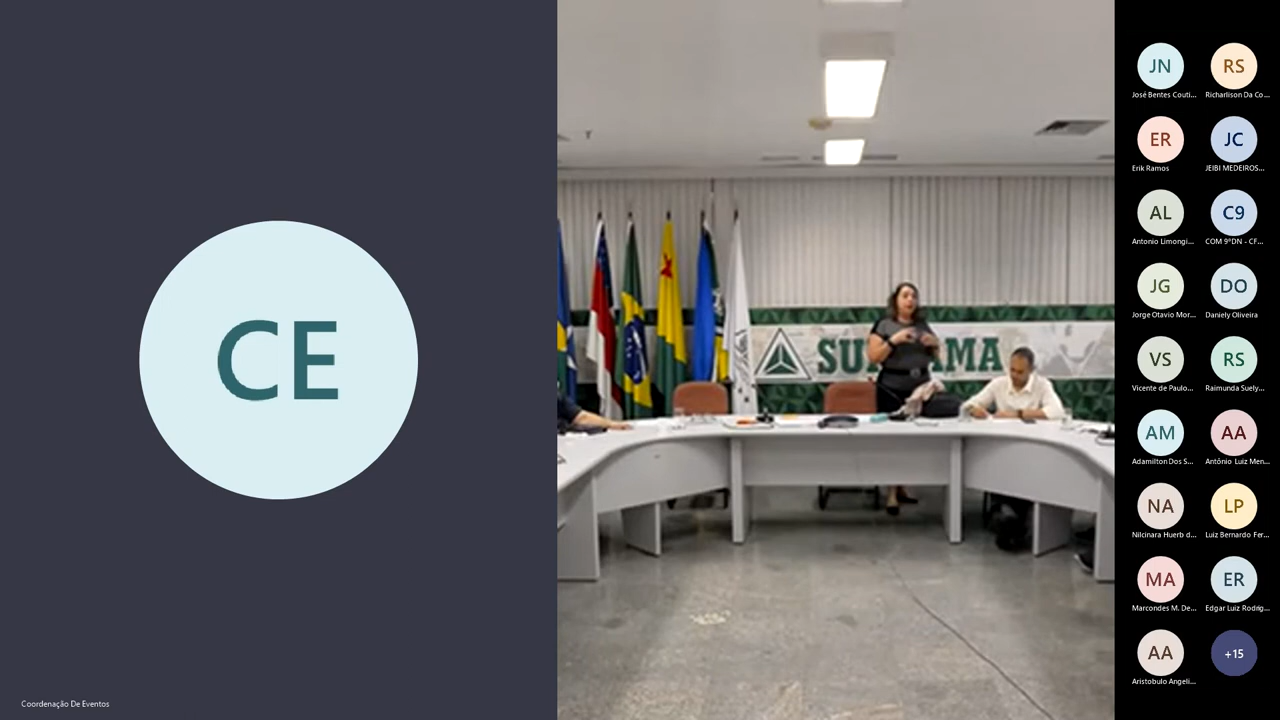 CE
Coordenação De Eventos
SU
AMA
JN
José Bentes Couti...
RS
Richarlison Da Co...
ER
Erik Ramos
JC
JEIBI MEDEIROS...
AL
Antonio Limongi...
C9
COM 9ºDN - CF...
JG
Jorge Otavio Mor...
DO
Daniely Oliveira
VS
Vicente de Paulo...
RS
Raimunda Suely...
AM
Adamilton Dos S...
AA
Antônio Luiz Men...
NA
Nilcinara Huerb d...
LP
Luiz Bernardo Fer...
MA
Marcondes M. De...
ER
Edgar Luiz Rodrig...
AA
Aristobulo Angeli...
+15